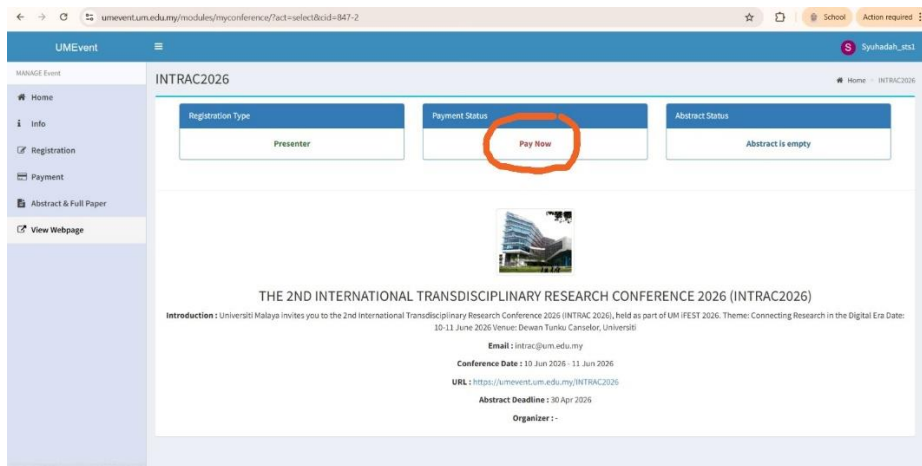 umevent.um.edu.my/modules/myconference/?act=select&cid=847-2
School
Action required
UMEvent
Syuhadah_sts1
MANAGE Event
INTRAC2026
Home
INTRAC2026
Home
Info
Registration
Payment
Abstract & Full Paper
View Webpage
Registration Type
Payment Status
Abstract Status
Presenter
Pay Now
Abstract is empty
THE 2ND INTERNATIONAL TRANSDISCIPLINARY RESEARCH CONFERENCE 2026 (INTRAC2026)
Introduction : Universiti Malaya invites you to the 2nd International Transdisciplinary Research Conference 2026 (INTRAC 2026), held as part of UM iFEST 2026. Theme: Connecting Research in the Digital Era Date:
10-11 June 2026 Venue: Dewan Tunku Canselor, Universiti
Email : intrac@um.edu.my
Conference Date : 10 Jun 2026 - 11 Jun 2026
URL : https://umevent.um.edu.my/INTRAC2026
Abstract Deadline : 30 Apr 2026
Organizer : -